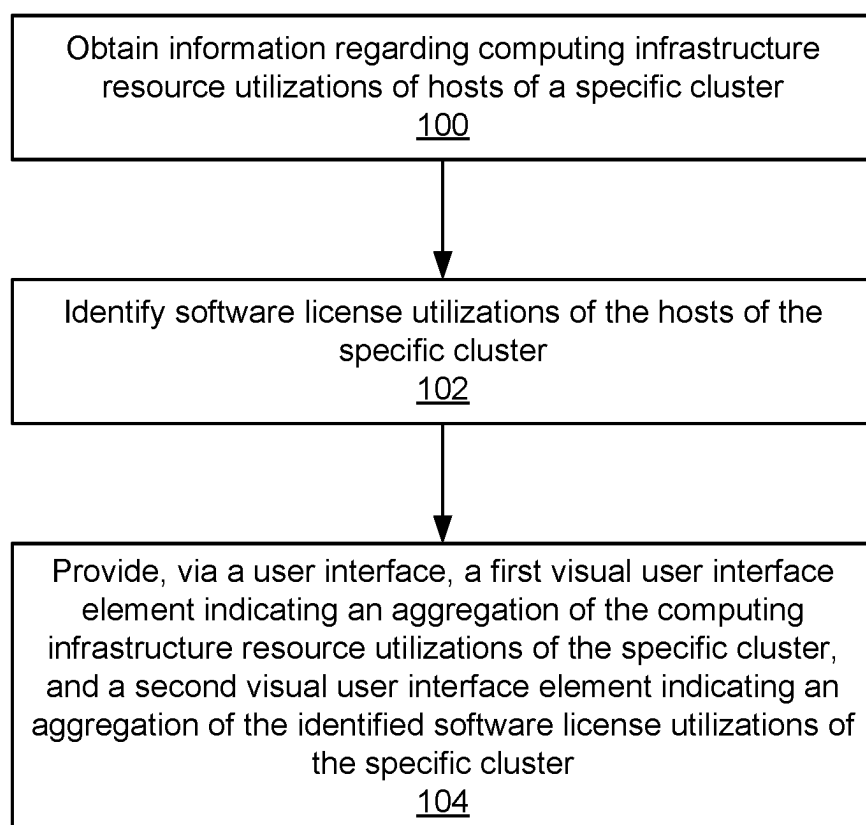 Obtain information regarding computing infrastructure
resource utilizations of hosts of a specific cluster
100
Identify software license utilizations of the hosts of the
specific cluster
102
Provide, via a user interface, a first visual user interface
element indicating an aggregation of the computing
infrastructure resource utilizations of the specific cluster,
and a second visual user interface element indicating an
aggregation of the identified software license utilizations of
the specific cluster
104